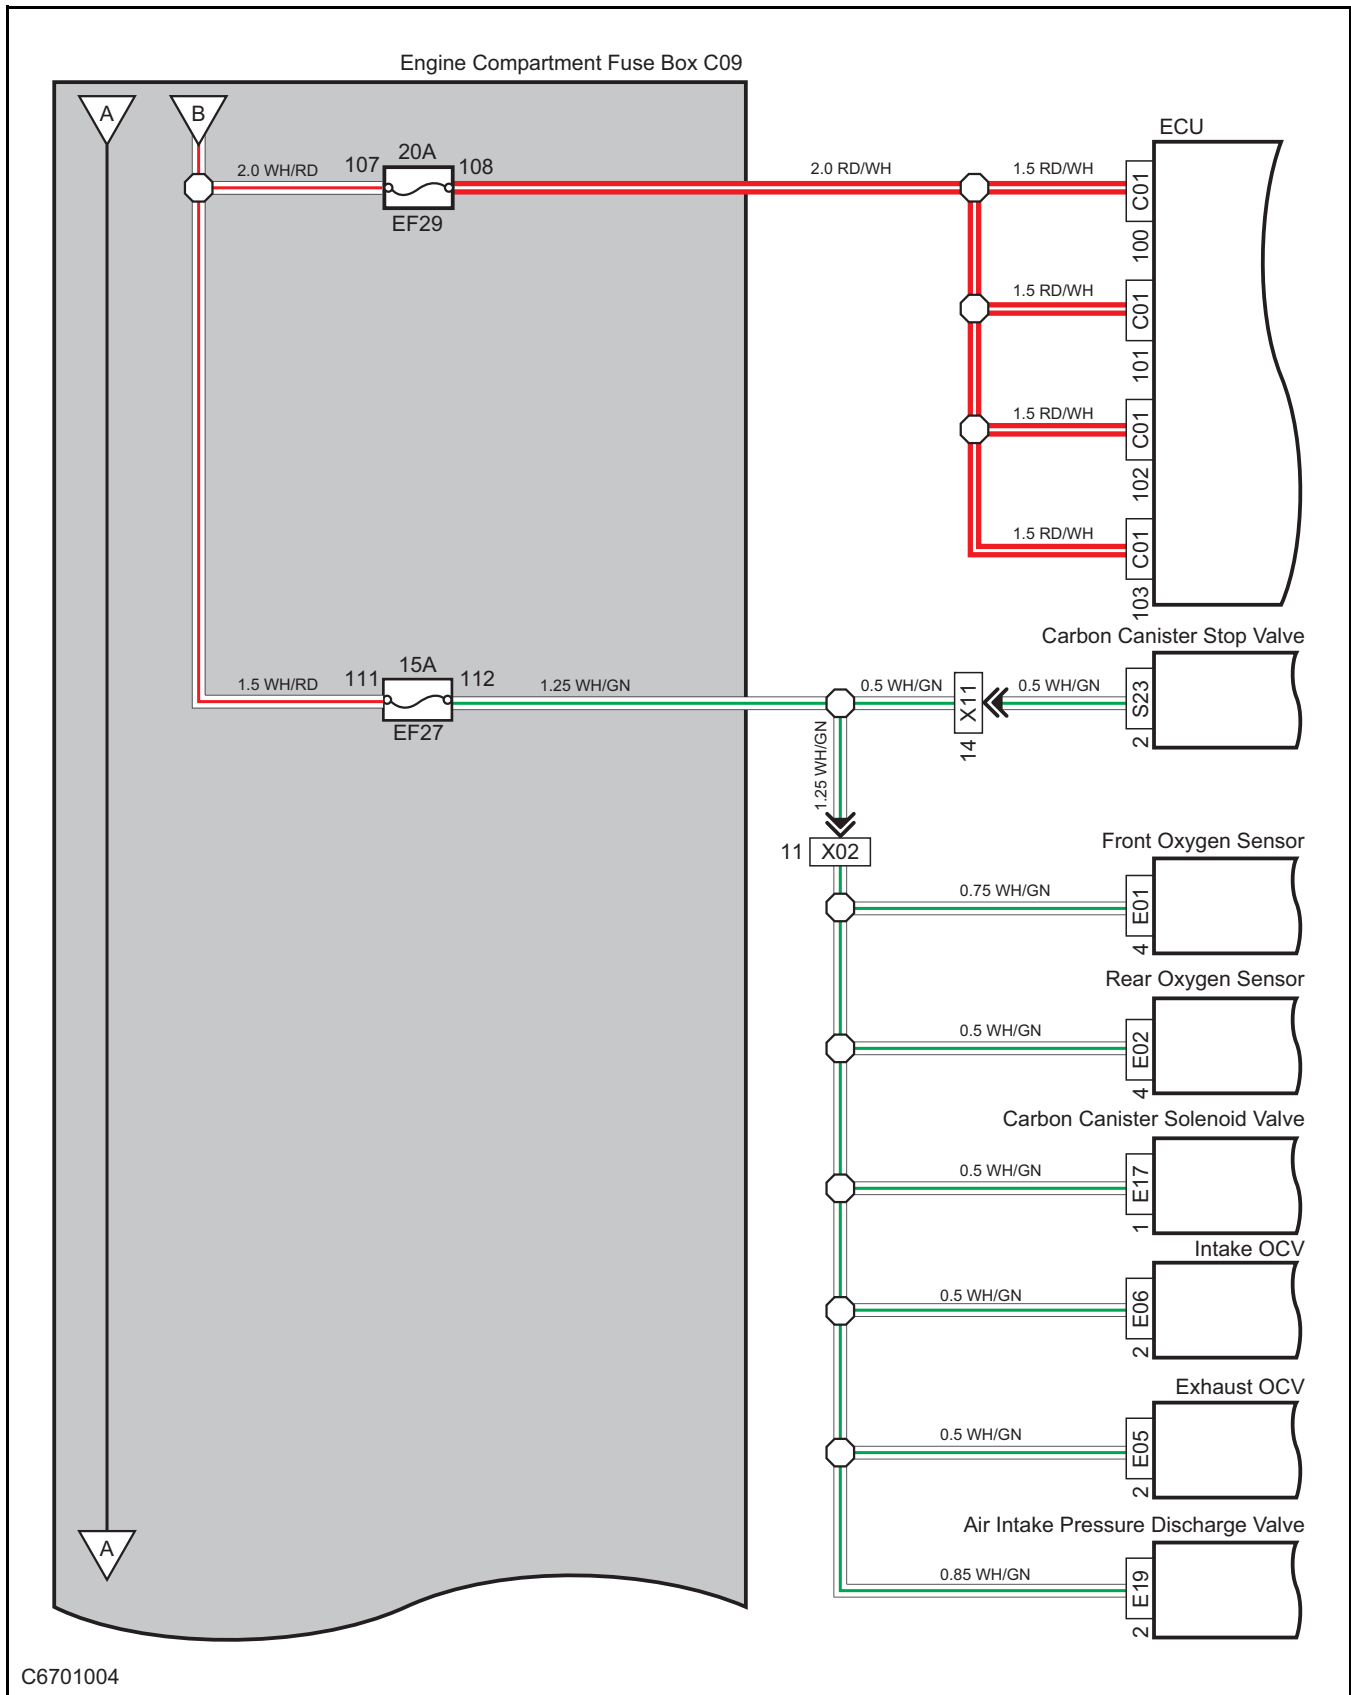 Engine Compartment Fuse Box C09
A
B
ECU
2.0 WH/RD
107
20A
108
EF29
2.0 RD/WH
1.5 RD/WH
C01
100
1.5 RD/WH
C01
101
1.5 RD/WH
C01
102
1.5 RD/WH
C01
103
Carbon Canister Stop Valve
1.5 WH/RD
111
15A
112
EF27
1.25 WH/GN
0.5 WH/GN
X11
14
0.5 WH/GN
S23
2
1.25 WH/GN
11
X02
Front Oxygen Sensor
0.75 WH/GN
E01
4
Rear Oxygen Sensor
0.5 WH/GN
E02
4
Carbon Canister Solenoid Valve
0.5 WH/GN
E17
1
Intake OCV
0.5 WH/GN
E06
2
Exhaust OCV
0.5 WH/GN
E05
2
Air Intake Pressure Discharge Valve
0.85 WH/GN
E19
2
A
C6701004